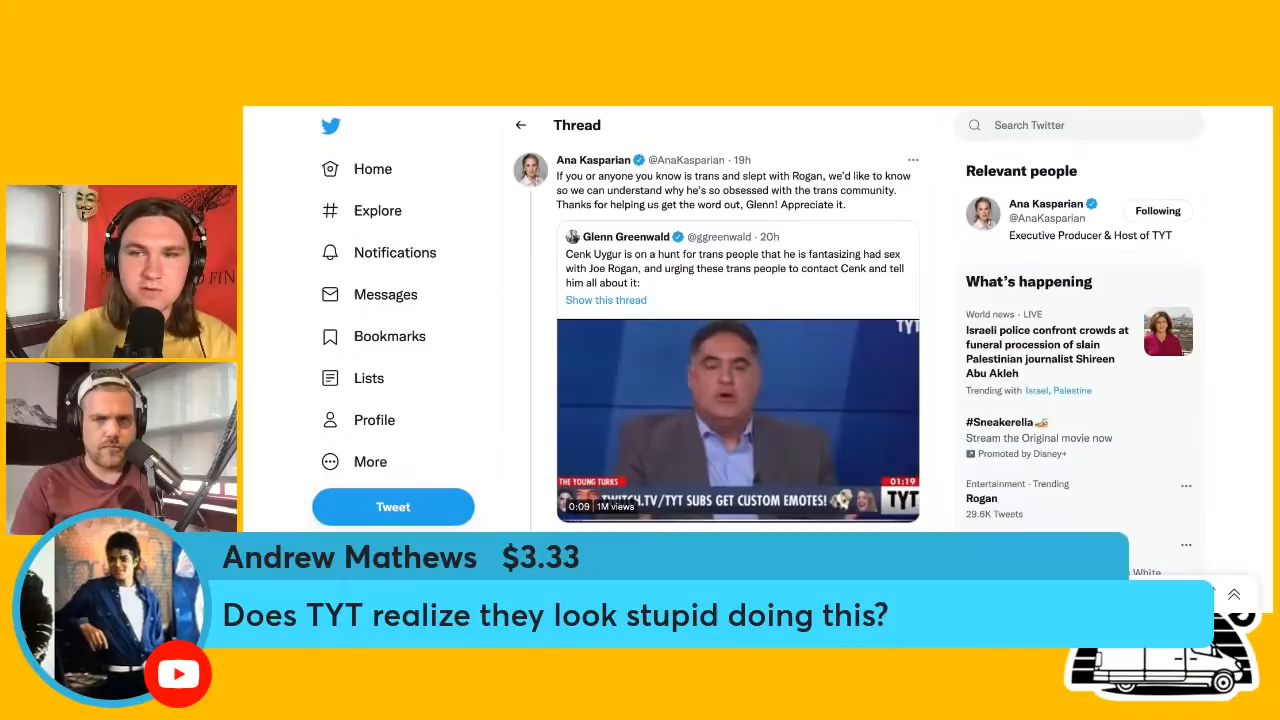 Thread
Search Twitter
Home
Explore
Notifications
Messages
Bookmarks
Lists
Profile
More
Tweet
Ana Kasparian @AnaKasparian · 19h
If you or anyone you know is trans and slept with Rogan, we'd like to know
so we can understand why he's so obsessed with the trans community.
Thanks for helping us get the word out, Glenn! Appreciate it.
Glenn Greenwald @ggreenwald · 20h
Cenk Uygur is on a hunt for trans people that he is fantasizing had sex
with Joe Rogan, and urging these trans people to contact Cenk and tell
him all about it:
Show this thread
TYT
THE YOUNG TURKS
01:19
TWITCH.TV/TYT SUBS GET CUSTOM EMOTES!
TYT
0:09 1M views
Relevant people
Ana Kasparian
@AnaKasparian
Following
Executive Producer & Host of TYT
What's happening
World news · LIVE
Israeli police confront crowds at
funeral procession of slain
Palestinian journalist Shireen
Abu Akleh
Trending with Israel, Palestine
#Sneakerella
Stream the Original movie now
Promoted by Disney+
Entertainment · Trending
Rogan
29.6K Tweets
White
Andrew Mathews $3.33
Does TYT realize they look stupid doing this?